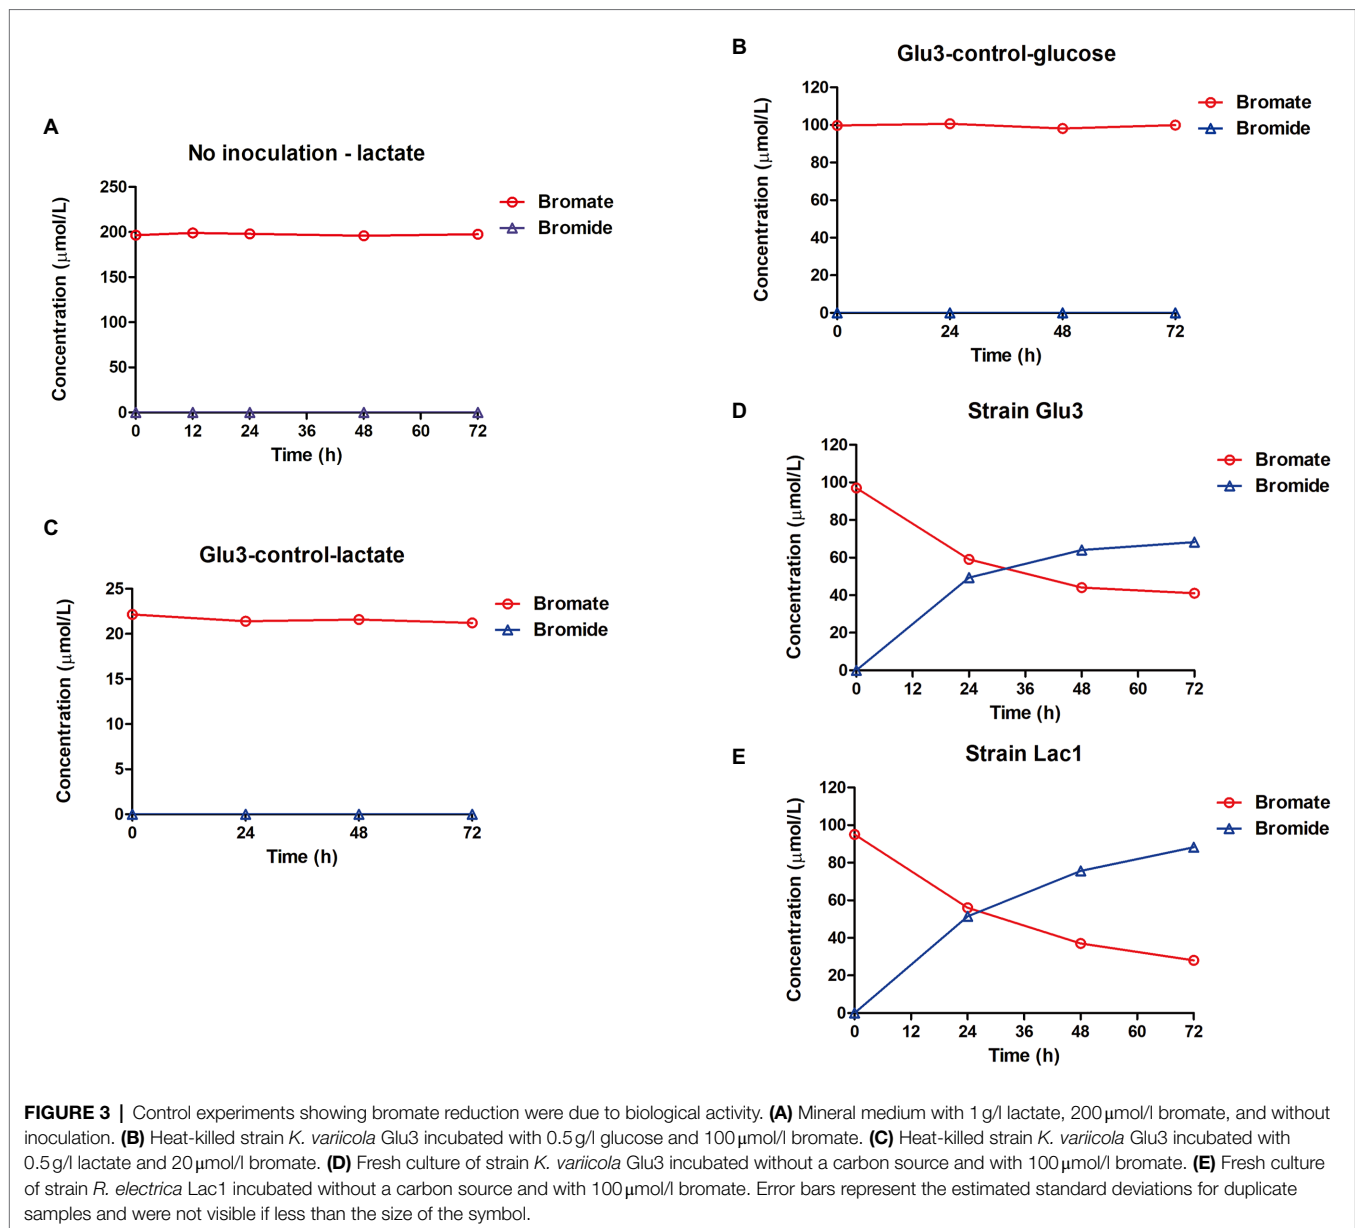 A
No inoculation - lactate
Concentration (µmol/L)
250
200
150
100
50
0
0 12 24 36 48 60 72
Time (h)
Bromate
Bromide
B
Glu3-control-glucose
Concentration (µmol/L)
120
100
80
60
40
20
0
0 24 48 72
Time (h)
Bromate
Bromide
C
Glu3-control-lactate
Concentration (µmol/L)
25
20
15
10
5
0
0 24 48 72
Time (h)
Bromate
Bromide
D
Strain Glu3
Concentration (µmol/L)
120
100
80
60
40
20
0
0 12 24 36 48 60 72
Time (h)
Bromate
Bromide
E
Strain Lac1
Concentration (µmol/L)
120
100
80
60
40
20
0
0 12 24 36 48 60 72
Time (h)
Bromate
Bromide
FIGURE 3 | Control experiments showing bromate reduction were due to biological activity. (A) Mineral medium with 1 g/l lactate, 200 µmol/l bromate, and without
inoculation. (B) Heat-killed strain K. variicola Glu3 incubated with 0.5 g/l glucose and 100 µmol/l bromate. (C) Heat-killed strain K. variicola Glu3 incubated with
0.5 g/l lactate and 20 µmol/l bromate. (D) Fresh culture of strain K. variicola Glu3 incubated without a carbon source and with 100 µmol/l bromate. (E) Fresh culture
of strain R. electrica Lac1 incubated without a carbon source and with 100 µmol/l bromate. Error bars represent the estimated standard deviations for duplicate
samples and were not visible if less than the size of the symbol.